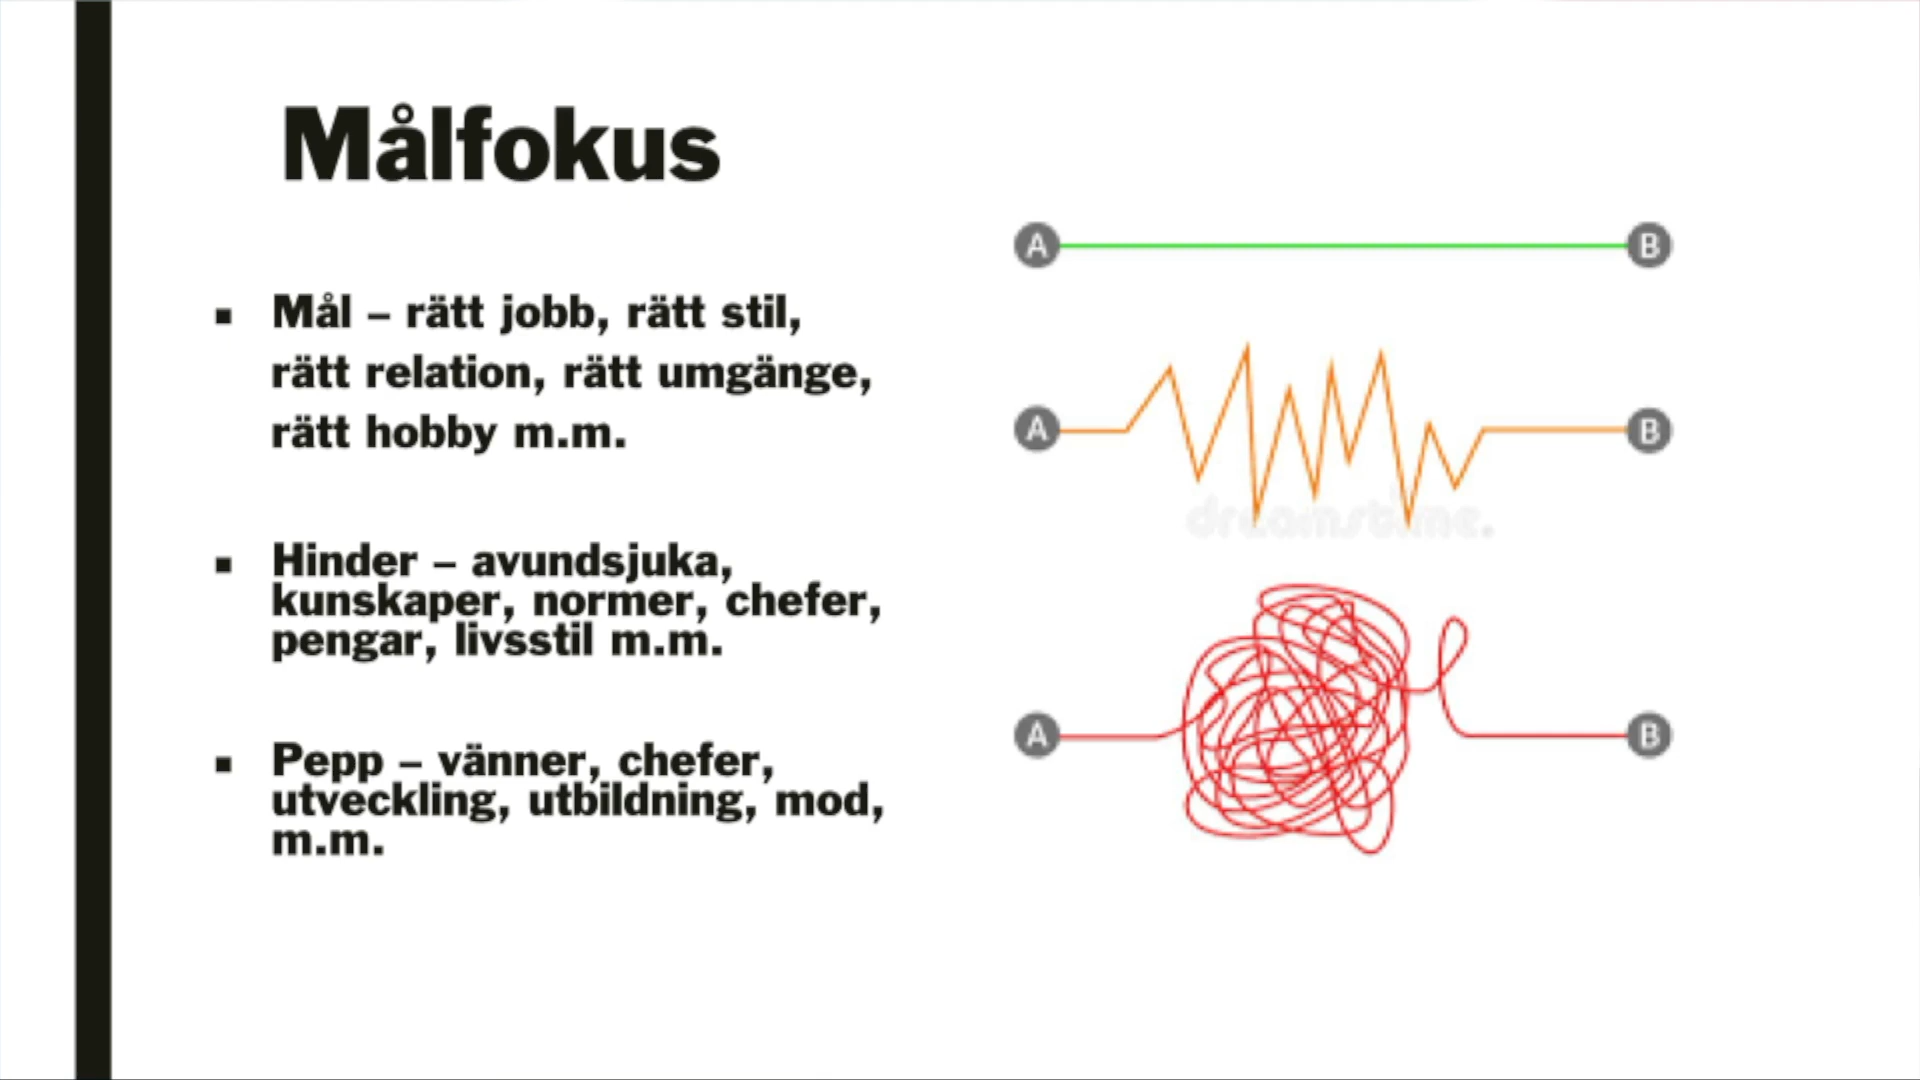 Målfokus
▪ Mål – rätt jobb, rätt stil,
rätt relation, rätt umgänge,
rätt hobby m.m.
▪ Hinder – avundsjuka,
kunskaper, normer, chefer,
pengar, livsstil m.m.
▪ Pepp – vänner, chefer,
utveckling, utbildning, mod,
m.m.
A B
A B
dreamstime.
A B